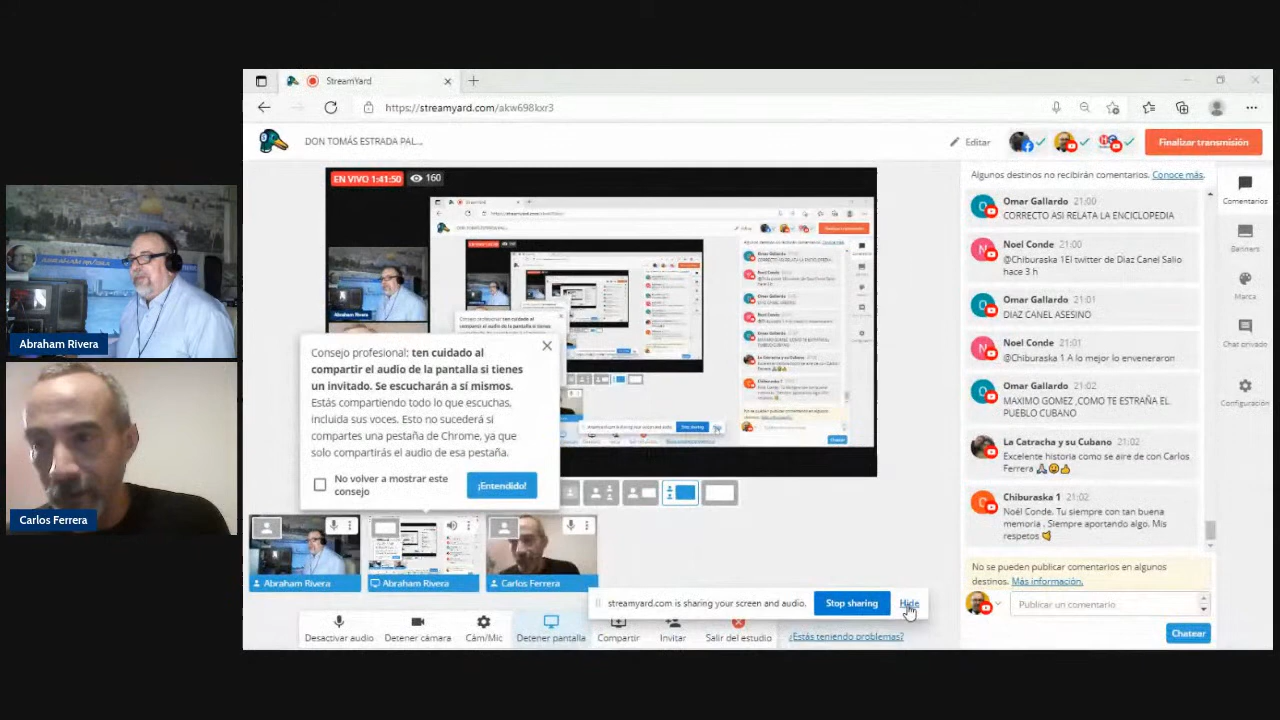 StreamYard
https://streamyard.com/akw698kxr3
DON TOMÁS ESTRADA PAL...
Editar
Finalizar transmisión
EN VIVO 1:41:50
160
Algunos destinos no recibirán comentarios. Conoce más.
Omar Gallardo 21:00
CORRECTO ASI RELATA LA ENCICLOPEDIA
Noel Conde 21:00
@Chiburaska 1El twitter de Diaz Canel Salio
hace 3 h
Omar Gallardo 21:01
DIAZ CANEL ASESINO
Noel Conde 21:01
@Chiburaska 1 A lo mejor lo envenenaron
Omar Gallardo 21:02
MAXIMO GOMEZ ,COMO TE ESTRAÑA EL
PUEBLO CUBANO
La Catracha y su Cubano 21:02
Excelente historia como se aire de con Carlos
Ferrera
Chiburaska 1 21:02
Noél Conde. Tu siempre con tan buena
memoria . Siempre aportando algo. Mis
respetos
No se pueden publicar comentarios en algunos
destinos. Más información.
Publicar un comentario
Chatear
Comentarios
Banners
Marca
Chat privado
Configuración
Abraham Rivera
Carlos Ferrera
Consejo profesional: ten cuidado al
compartir el audio de la pantalla si tienes
un invitado. Se escucharán a sí mismos.
Estás compartiendo todo lo que escuchas,
incluida sus voces. Esto no sucederá si
compartes una pestaña de Chrome, ya que
solo compartirás el audio de esa pestaña.
No volver a mostrar este
consejo
¡Entendido!
Abraham Rivera
Abraham Rivera
Carlos Ferrera
streamyard.com is sharing your screen and audio.
Stop sharing
Hide
Desactivar audio
Detener cámara
Cám/Mic
Detener pantalla
Compartir
Invitar
Salir del estudio
¿Estás teniendo problemas?